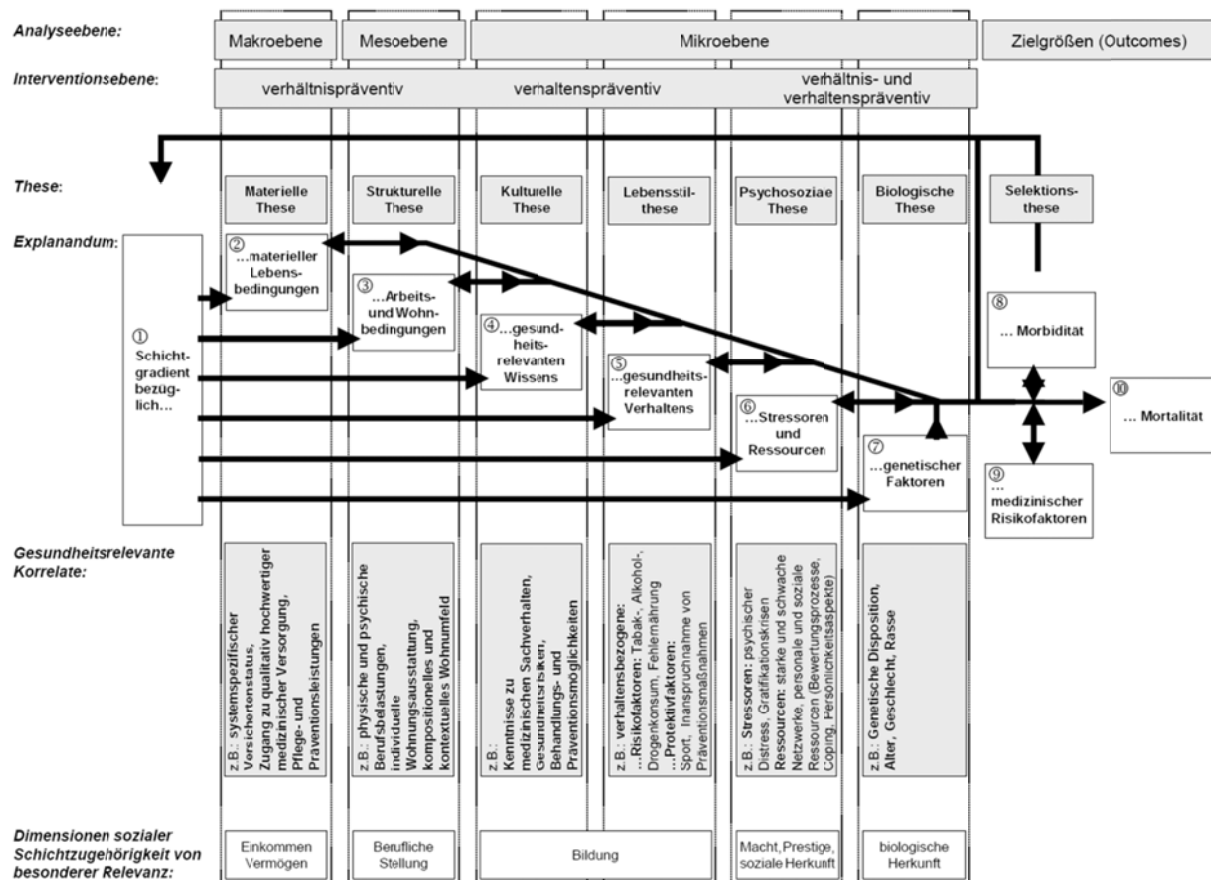 Analyseebene:
Makroebene
Mesoebene
Mikroebene
Zielgrößen (Outcomes)
Interventionsebene:
verhältnispräventiv
verhaltenspräventiv
verhältnis- und
verhaltenspräventiv
These:
Materielle
These
Strukturelle
These
Kulturelle
These
Lebensstil-
these
Psychosoziae
These
Biologische
These
Selektions-
these
Explanandum:
①
Schicht-
gradient
bezüg-
lich...
②
...materieller
Lebens-
bedingungen
③
...Arbeits-
und Wohn-
bedingungen
④
...gesund-
heits-
relevanten
Wissens
⑤
...gesundheits-
relevanten
Verhaltens
⑥
...Stressoren
und
Ressourcen
⑦
...genetischer
Faktoren
⑧
... Morbidität
⑨
...
medizinischer
Risikofaktoren
⑩
... Mortalität
Gesundheitsrelevante
Korrelate:
z.B.: systemspezifischer
Versichertenstatus,
Zugang zu qualitativ hochwertiger
medizinischer Versorgung,
Pflege- und
Präventionsleistungen
z.B.: physische und psychische
Berufsbelastungen,
individuelle
Wohnungsausstattung,
kompositionelles und
kontextuelles Wohnumfeld
z.B.:
Kenntnisse zu
medizinischen Sachverhalten,
Gesundheitsrisiken,
Behandlungs- und
Präventionsmöglichkeiten
z.B.: verhaltensbezogene:
...Risikofaktoren: Tabak-, Alkohol-,
Drogenkonsum, Fehlernährung
...Protektivfaktoren:
Sport, Inanspruchnahme von
Präventionsmaßnahmen
z.B.: Stressoren: psychischer
Distress, Gratifikationskrisen
Ressourcen: starke und schwache
Netzwerke, personale und soziale
Ressourcen (Bewertungsprozesse,
Coping, Persönlichkeitsaspekte)
z.B.: Genetische Disposition,
Alter, Geschlecht, Rasse
Dimensionen sozialer
Schichtzugehörigkeit von
besonderer Relevanz:
Einkommen
Vermögen
Berufliche
Stellung
Bildung
Macht, Prestige,
soziale Herkunft
biologische
Herkunft